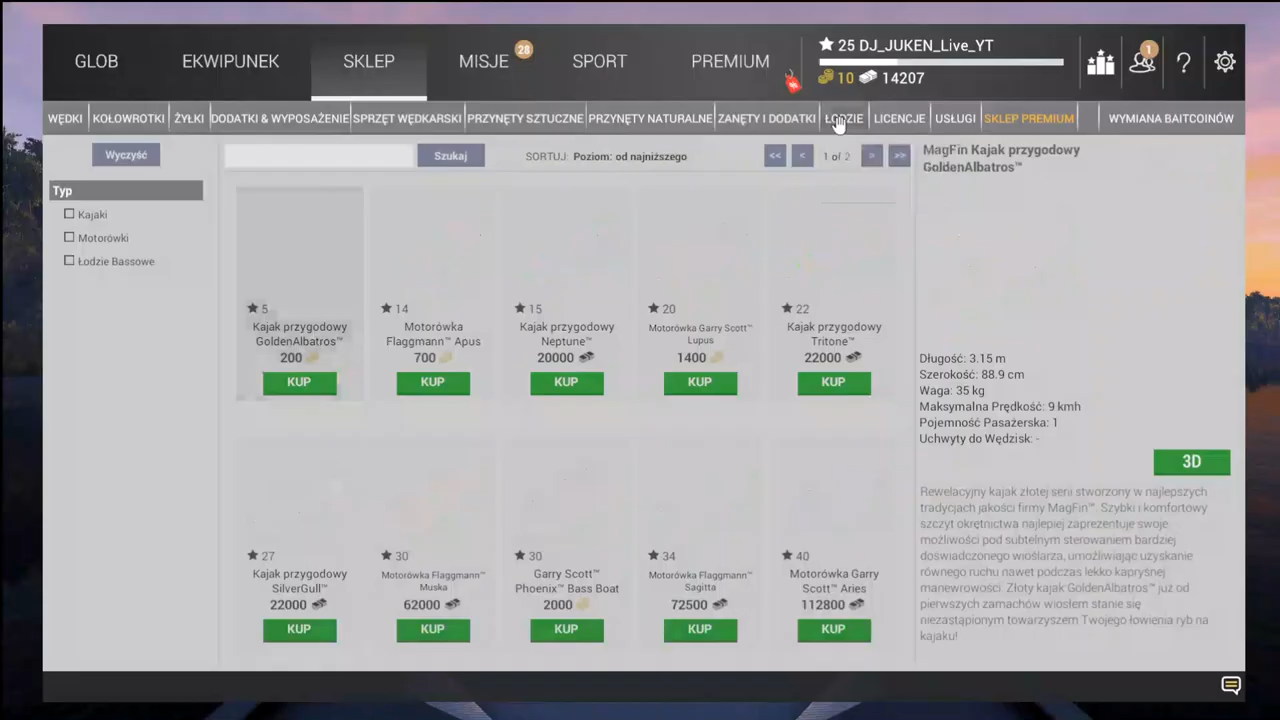 GLOB EKWIPUNEK SKLEP MISJE 28 SPORT PREMIUM
25 DJ_JUKEN_Live_YT
10 14207
1
WĘDKI KOŁOWROTKI ŻYŁKI DODATKI & WYPOSAŻENIE SPRZĘT WĘDKARSKI PRZYNĘTY SZTUCZNE PRZYNĘTY NATURALNE ZANĘTY I DODATKI ŁODZIE LICENCJE USŁUGI SKLEP PREMIUM WYMIANA BAITCOINÓW
Wyczyść
Typ
Kajaki
Motorówki
Łodzie Bassowe
Szukaj SORTUJ: Poziom: od najniższego << < 1 of 2 > >>
5
Kajak przygodowy
GoldenAlbatros™
200
KUP
14
Motorówka
Flaggmann™ Apus
700
KUP
15
Kajak przygodowy
Neptune™
20000
KUP
20
Motorówka Garry Scott™
Lupus
1400
KUP
22
Kajak przygodowy
Tritone™
22000
KUP
27
Kajak przygodowy
SilverGull™
22000
KUP
30
Motorówka Flaggmann™
Muska
62000
KUP
30
Garry Scott™
Phoenix™ Bass Boat
2000
KUP
34
Motorówka Flaggmann™
Sagitta
72500
KUP
40
Motorówka Garry
Scott™ Aries
112800
KUP
MagFin Kajak przygodowy
GoldenAlbatros™
Długość: 3.15 m
Szerokość: 88.9 cm
Waga: 35 kg
Maksymalna Prędkość: 9 kmh
Pojemność Pasażerska: 1
Uchwyty do Wędzisk: -
3D
Rewelacyjny kajak złotej serii stworzony w najlepszych
tradycjach jakości firmy MagFin™. Szybki i komfortowy
szczyt okrętnictwa najlepiej zaprezentuje swoje
możliwości pod subtelnym sterowaniem bardziej
doświadczonego wioślarza, umożliwiając uzyskanie
równego ruchu nawet podczas lekko kapryśnej
manewrowości. Złoty kajak GoldenAlbatros™ już od
pierwszych zamachów wiosłem stanie się
niezastąpionym towarzyszem Twojego łowienia ryb na
kajaku!